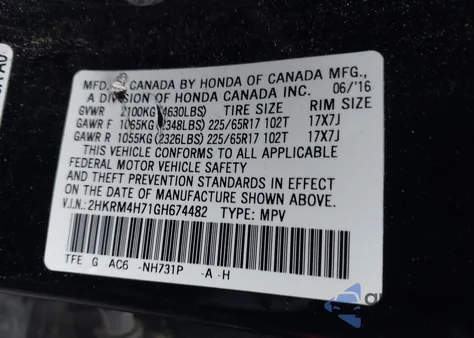 MFD. IN CANADA BY HONDA OF CANADA MFG.,
A DIVISION OF HONDA CANADA INC. 06/'16
GVWR 2100KG (4630LBS) TIRE SIZE RIM SIZE
GAWR F 1065KG (2348LBS) 225/65R17 102T 17X7J
GAWR R 1055KG (2326LBS) 225/65R17 102T 17X7J
THIS VEHICLE CONFORMS TO ALL APPLICABLE
FEDERAL MOTOR VEHICLE SAFETY
AND THEFT PREVENTION STANDARDS IN EFFECT
ON THE DATE OF MANUFACTURE SHOWN ABOVE.
V.I.N.: 2HKRM4H71GH674482 TYPE: MPV
TFE G AC6 -NH731P -A -H